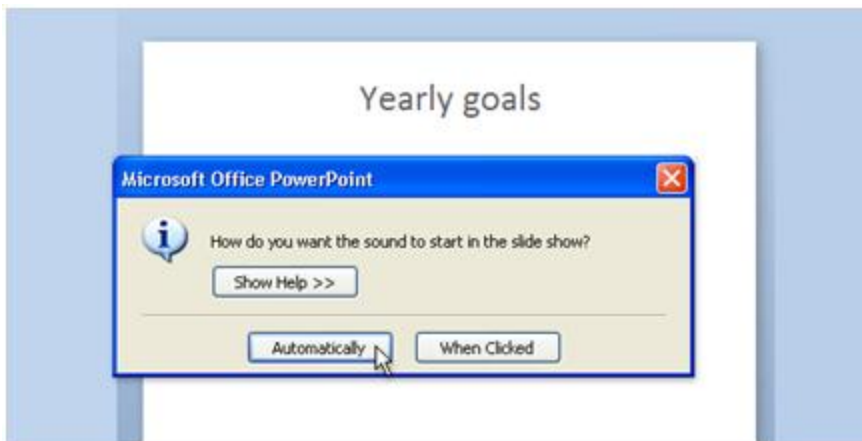 Yearly goals
Microsoft Office PowerPoint
How do you want the sound to start in the slide show?
Show Help >>
Automatically When Clicked